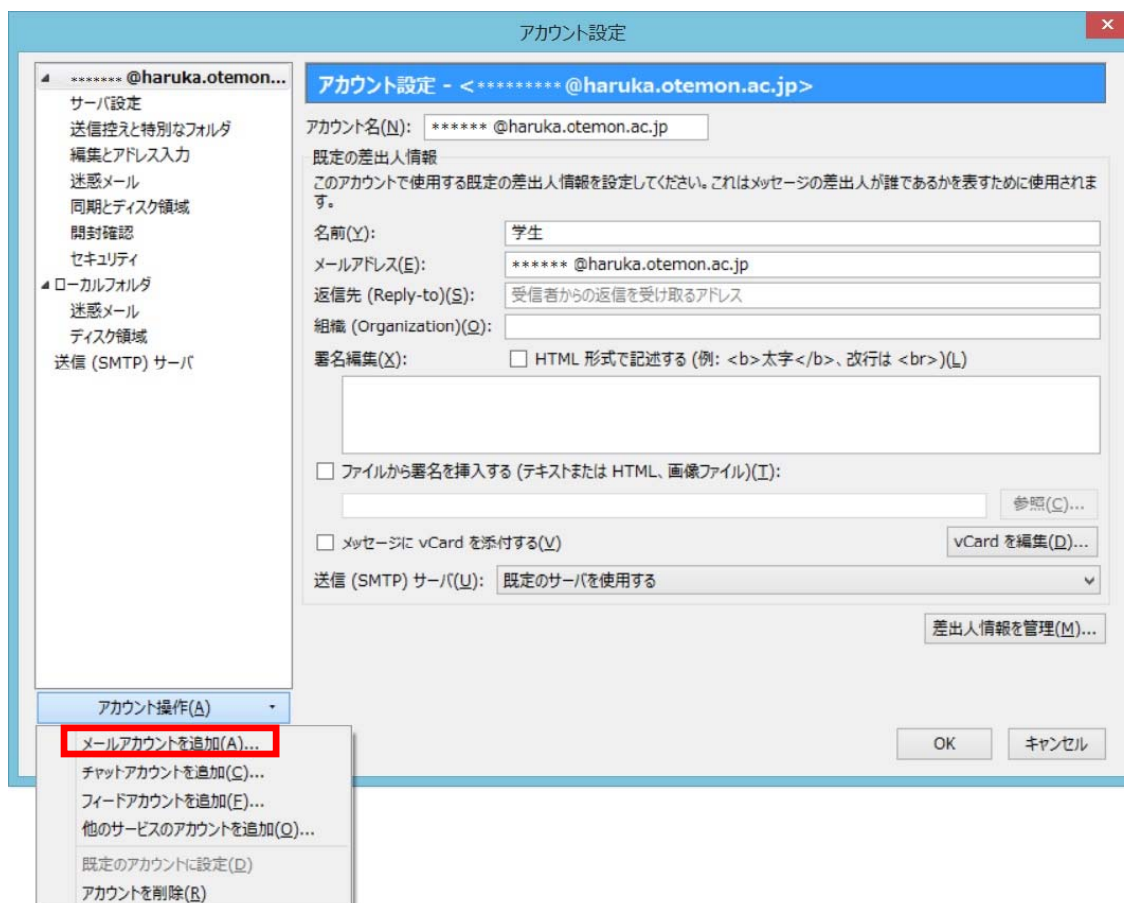 アカウント設定
******* @haruka.otemon...
サーバ設定
送信控えと特別なフォルダ
編集とアドレス入力
迷惑メール
同期とディスク領域
開封確認
セキュリティ
ローカルフォルダ
迷惑メール
ディスク領域
送信 (SMTP) サーバ
アカウント操作(A)
アカウント設定 - <*********@haruka.otemon.ac.jp>
アカウント名(N): ****** @haruka.otemon.ac.jp
既定の差出人情報
このアカウントで使用する既定の差出人情報を設定してください。これはメッセージの差出人が誰であるかを表すために使用されま
す。
名前(Y): 学生
メールアドレス(E): ****** @haruka.otemon.ac.jp
返信先 (Reply-to)(S): 受信者からの返信を受け取るアドレス
組織 (Organization)(O):
署名編集(X): HTML 形式で記述する (例: <b>太字</b>、改行は <br>)(L)
ファイルから署名を挿入する (テキストまたは HTML、画像ファイル)(T):
参照(C)...
メッセージに vCard を添付する(V) vCard を編集(D)...
送信 (SMTP) サーバ(U): 既定のサーバを使用する
差出人情報を管理(M)...
OK キャンセル
メールアカウントを追加(A)...
チャットアカウントを追加(C)...
フィードアカウントを追加(F)...
他のサービスのアカウントを追加(O)...
既定のアカウントに設定(D)
アカウントを削除(R)